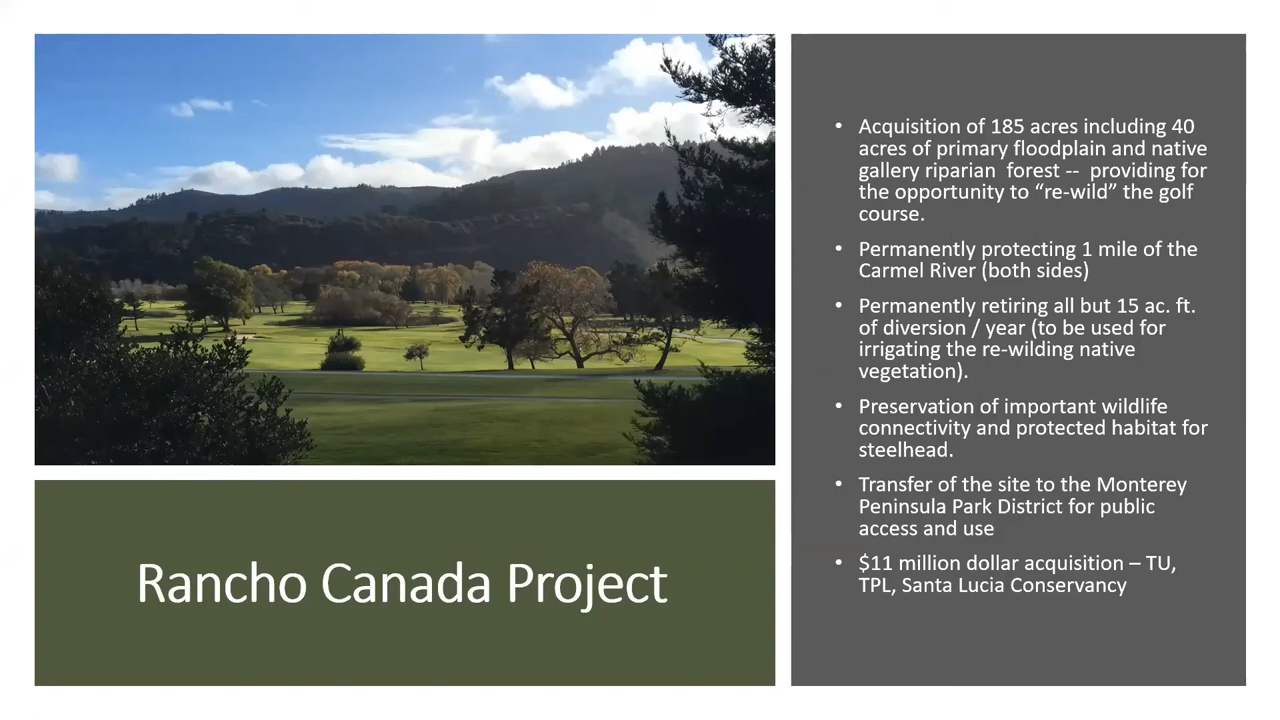 Rancho Canada Project
• Acquisition of 185 acres including 40
acres of primary floodplain and native
gallery riparian  forest --  providing for
the opportunity to “re-wild” the golf
course.
• Permanently protecting 1 mile of the
Carmel River (both sides)
• Permanently retiring all but 15 ac. ft.
of diversion / year (to be used for
irrigating the re-wilding native
vegetation).
• Preservation of important wildlife
connectivity and protected habitat for
steelhead.
• Transfer of the site to the Monterey
Peninsula Park District for public
access and use
• $11 million dollar acquisition – TU,
TPL, Santa Lucia Conservancy